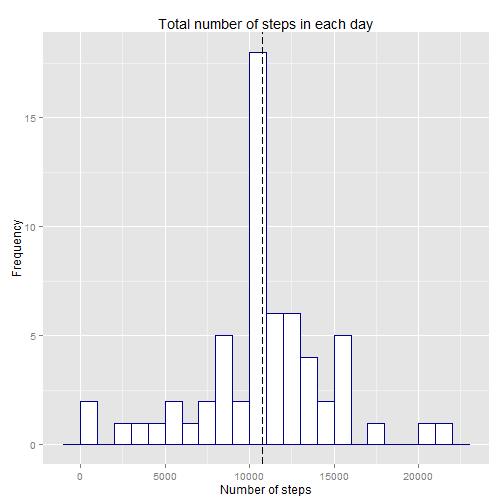 Total number of steps in each day
Frequency
15
10
5
0
0 5000 10000 15000 20000
Number of steps